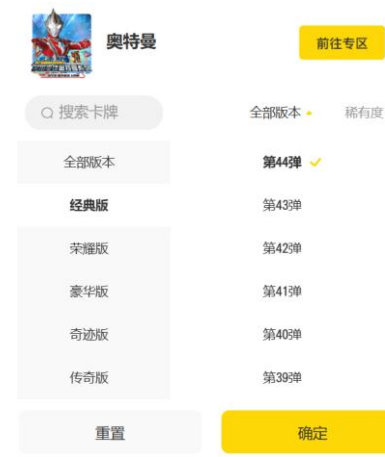 奥特曼
前往专区
搜索卡牌
全部版本
稀有度
全部版本
第44弹
经典版
第43弹
荣耀版
第42弹
豪华版
第41弹
奇迹版
第40弹
传奇版
第39弹
重置
确定